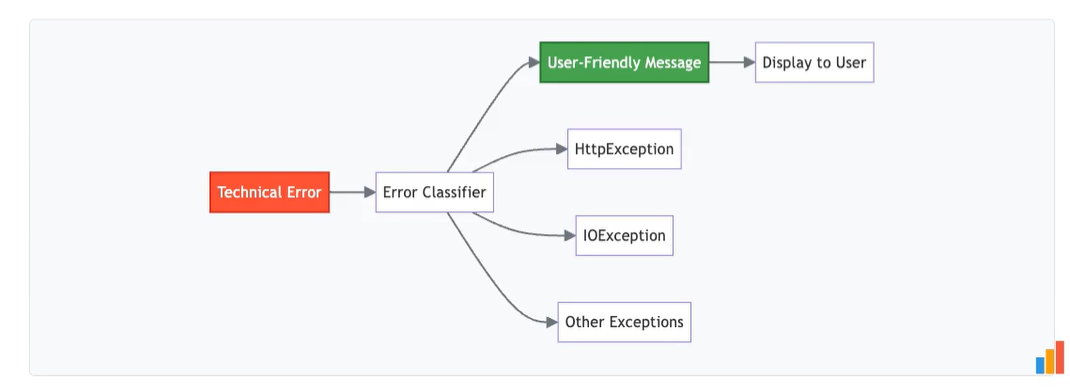 User-Friendly Message
Display to User
HttpException
Technical Error
Error Classifier
IOException
Other Exceptions